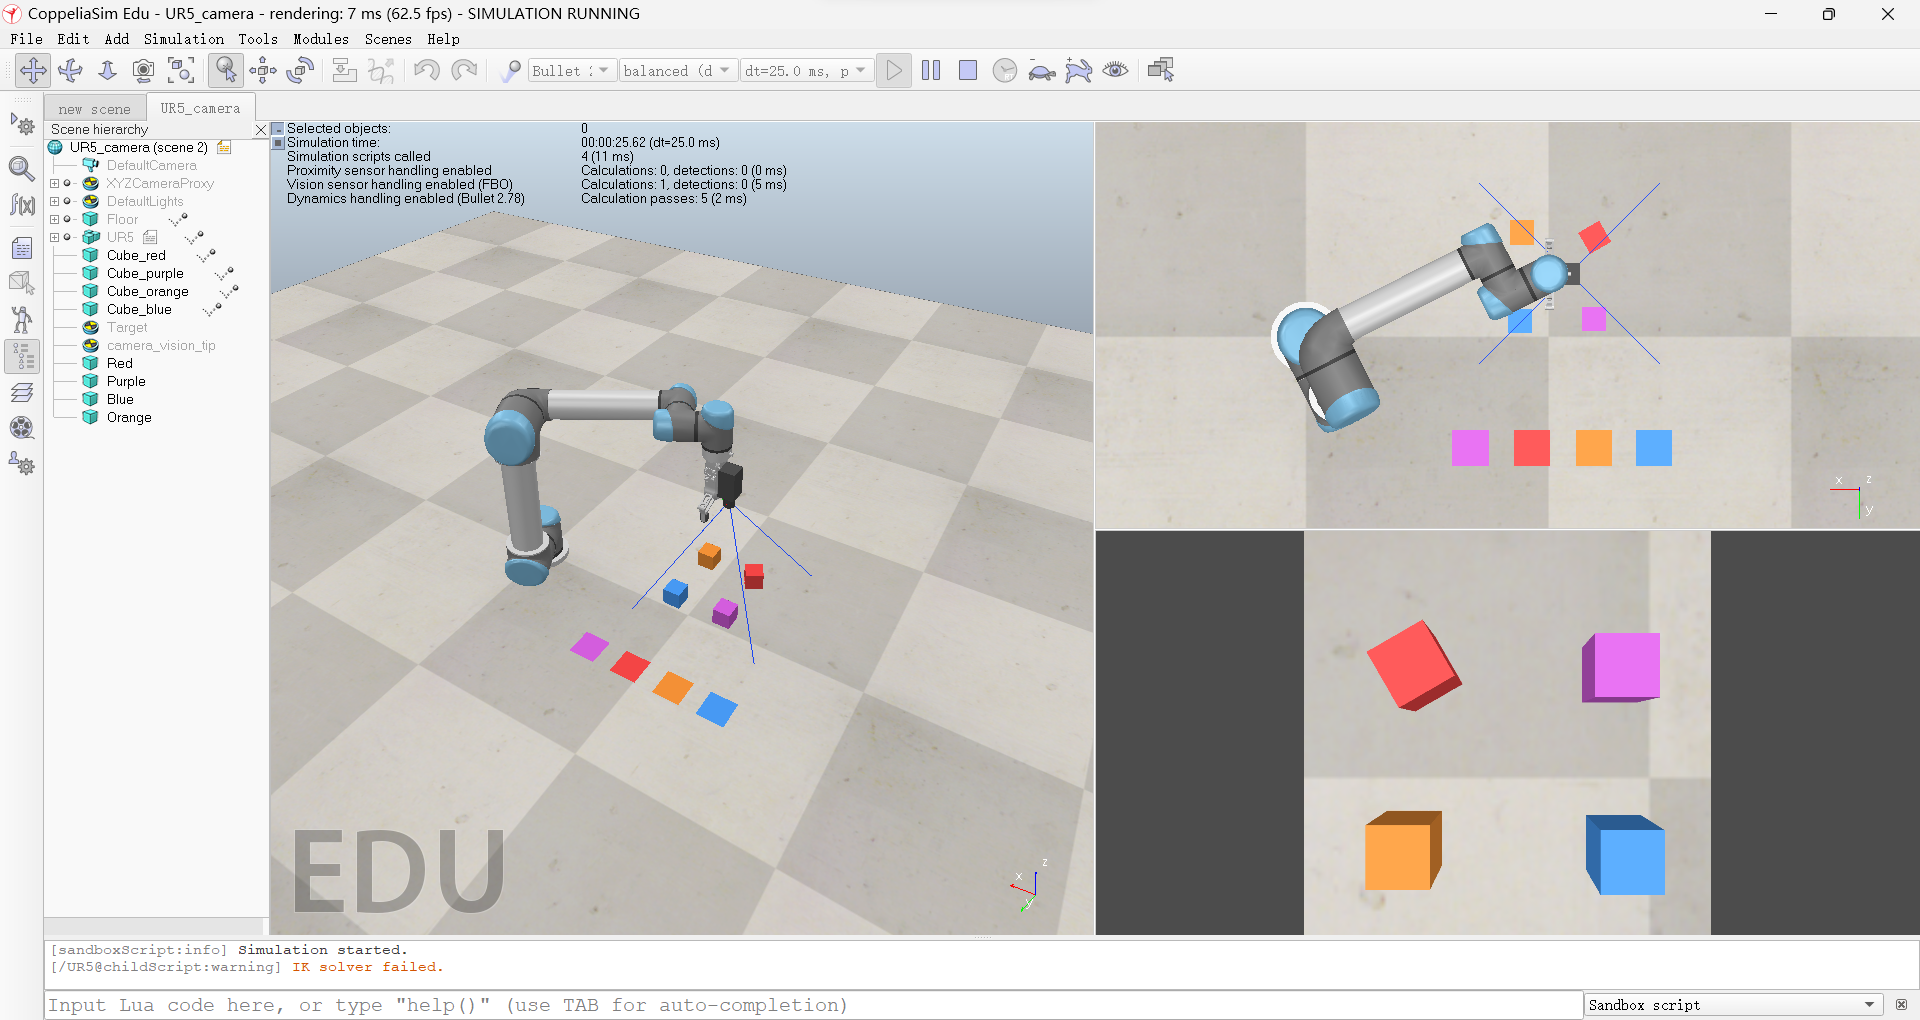 CoppeliaSim Edu - UR5_camera - rendering: 7 ms (62.5 fps) - SIMULATION RUNNING
File Edit Add Simulation Tools Modules Scenes Help
Bullet balanced (d dt=25.0 ms, p
new scene UR5_camera
Scene hierarchy
UR5_camera (scene 2)
DefaultCamera
XYZCameraProxy
DefaultLights
Floor
UR5
Cube_red
Cube_purple
Cube_orange
Cube_blue
Target
camera_vision_tip
Red
Purple
Blue
Orange
Selected objects: 0
Simulation time: 00:00:25.62 (dt=25.0 ms)
Simulation scripts called 4 (11 ms)
Proximity sensor handling enabled Calculations: 0, detections: 0 (0 ms)
Vision sensor handling enabled (FBO) Calculations: 1, detections: 0 (5 ms)
Dynamics handling enabled (Bullet 2.78) Calculation passes: 5 (2 ms)
EDU
x
y
z
x
z
y
[sandboxScript:info] Simulation started.
[/UR5@childScript:warning] IK solver failed.
Input Lua code here, or type "help()" (use TAB for auto-completion)
Sandbox script